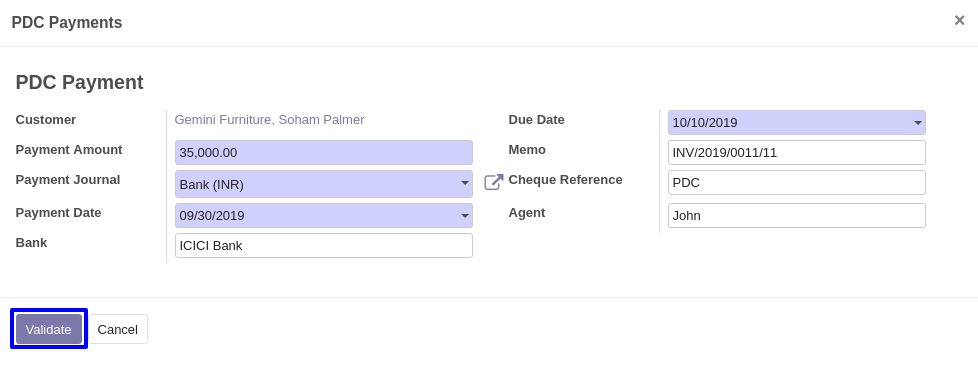 PDC Payments ×
PDC Payment
Customer Gemini Furniture, Soham Palmer Due Date 10/10/2019
Payment Amount 35,000.00 Memo INV/2019/0011/11
Payment Journal Bank (INR) Cheque Reference PDC
Payment Date 09/30/2019 Agent John
Bank ICICI Bank
Validate Cancel